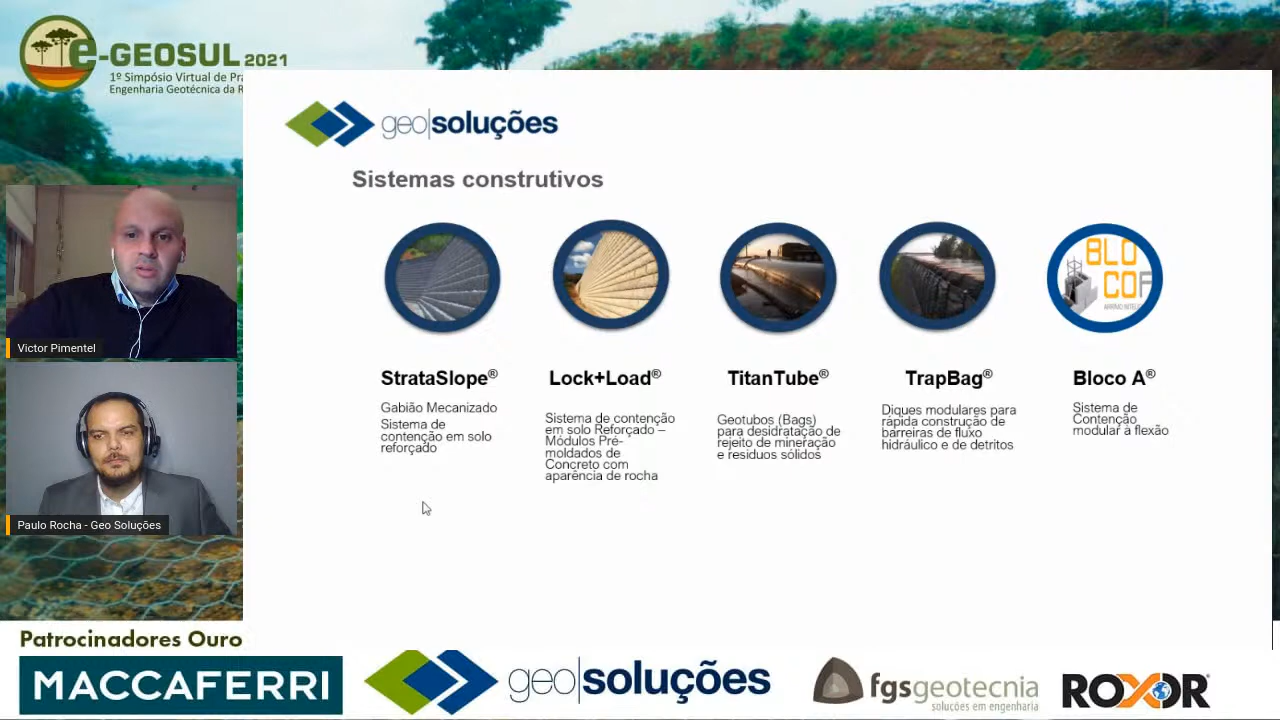 e-GEOSUL 2021
1º Simpósio Virtual de Pra
Engenharia Geotécnica da R
geo|soluções
Sistemas construtivos
BLO
COF
StrataSlope®
Gabião Mecanizado
Sistema de
contenção em solo
reforçado
Lock+Load®
Sistema de contenção
em solo Reforçado –
Módulos Pré-
moldados de
Concreto com
aparência de rocha
TitanTube®
Geotubos (Bags)
para desidratação de
rejeito de mineração
e resíduos sólidos
TrapBag®
Diques modulares para
rápida construção de
barreiras de fluxo
hidráulico e de detritos
Bloco A®
Sistema de
Contenção
modular à flexão
Victor Pimentel
Paulo Rocha - Geo Soluções
Patrocinadores Ouro
MACCAFERRI
geo|soluções
fgsgeotecnia
soluções em engenharia
ROXOR